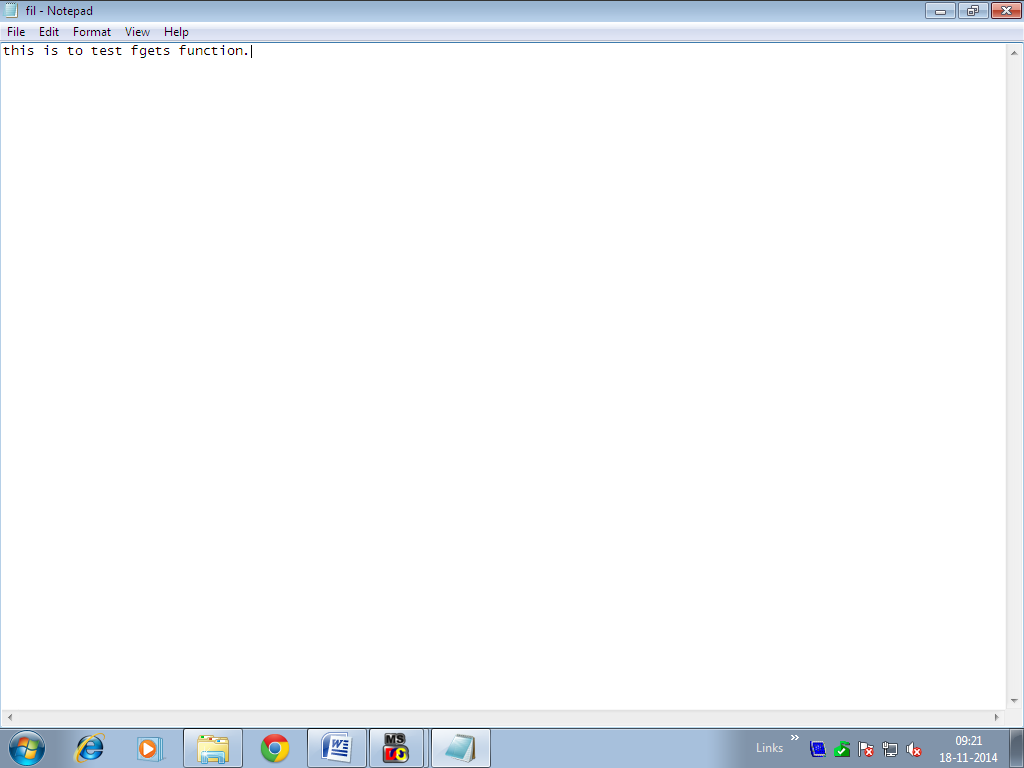 fil - Notepad
File Edit Format View Help
this is to test fgets function.
MS
W
Links »
09:21
18-11-2014